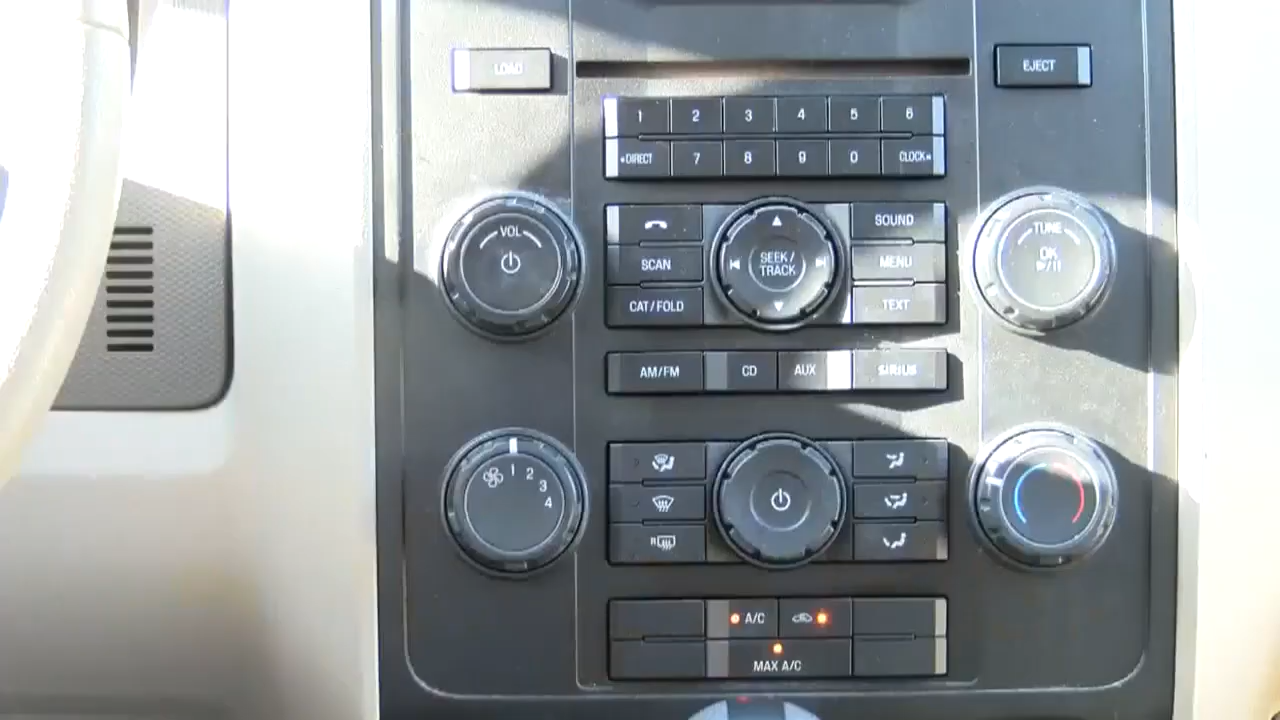 LOAD
EJECT
1 2 3 4 5 6
*DIRECT 7 8 9 0 CLOCK*
VOL
SOUND
TUNE
SCAN
SEEK/
TRACK
MENU
OK
CAT/FOLD
TEXT
AM/FM CD AUX SIRIUS
1 2 3 4
R
A/C
MAX A/C